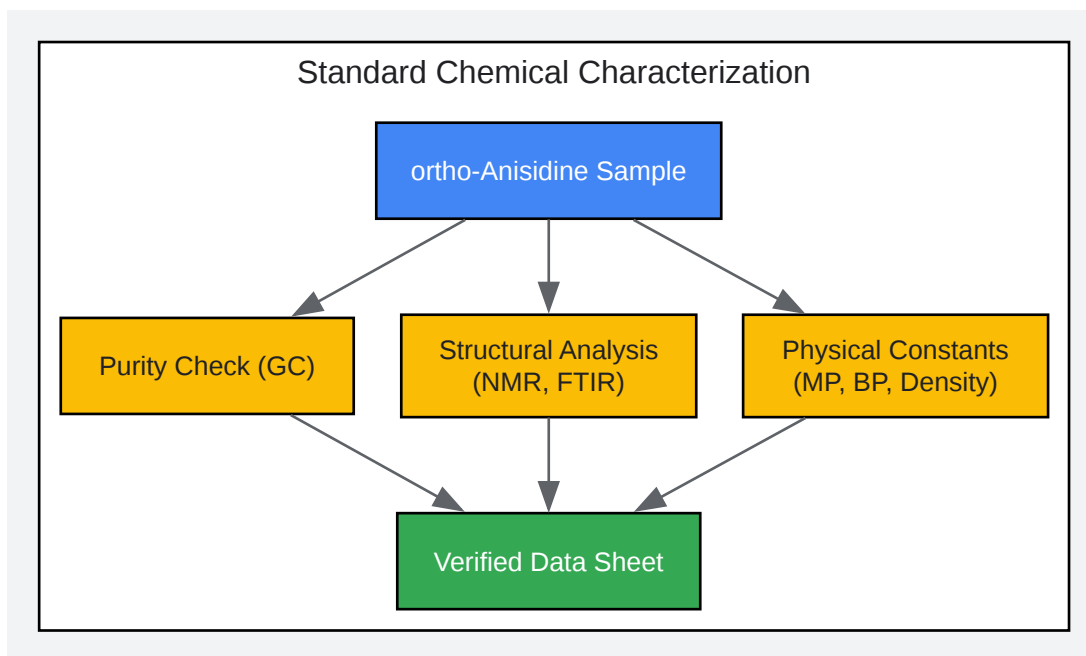 Standard Chemical Characterization
ortho-Anisidine Sample
Purity Check (GC)
Structural Analysis
(NMR, FTIR)
Physical Constants
(MP, BP, Density)
Verified Data Sheet